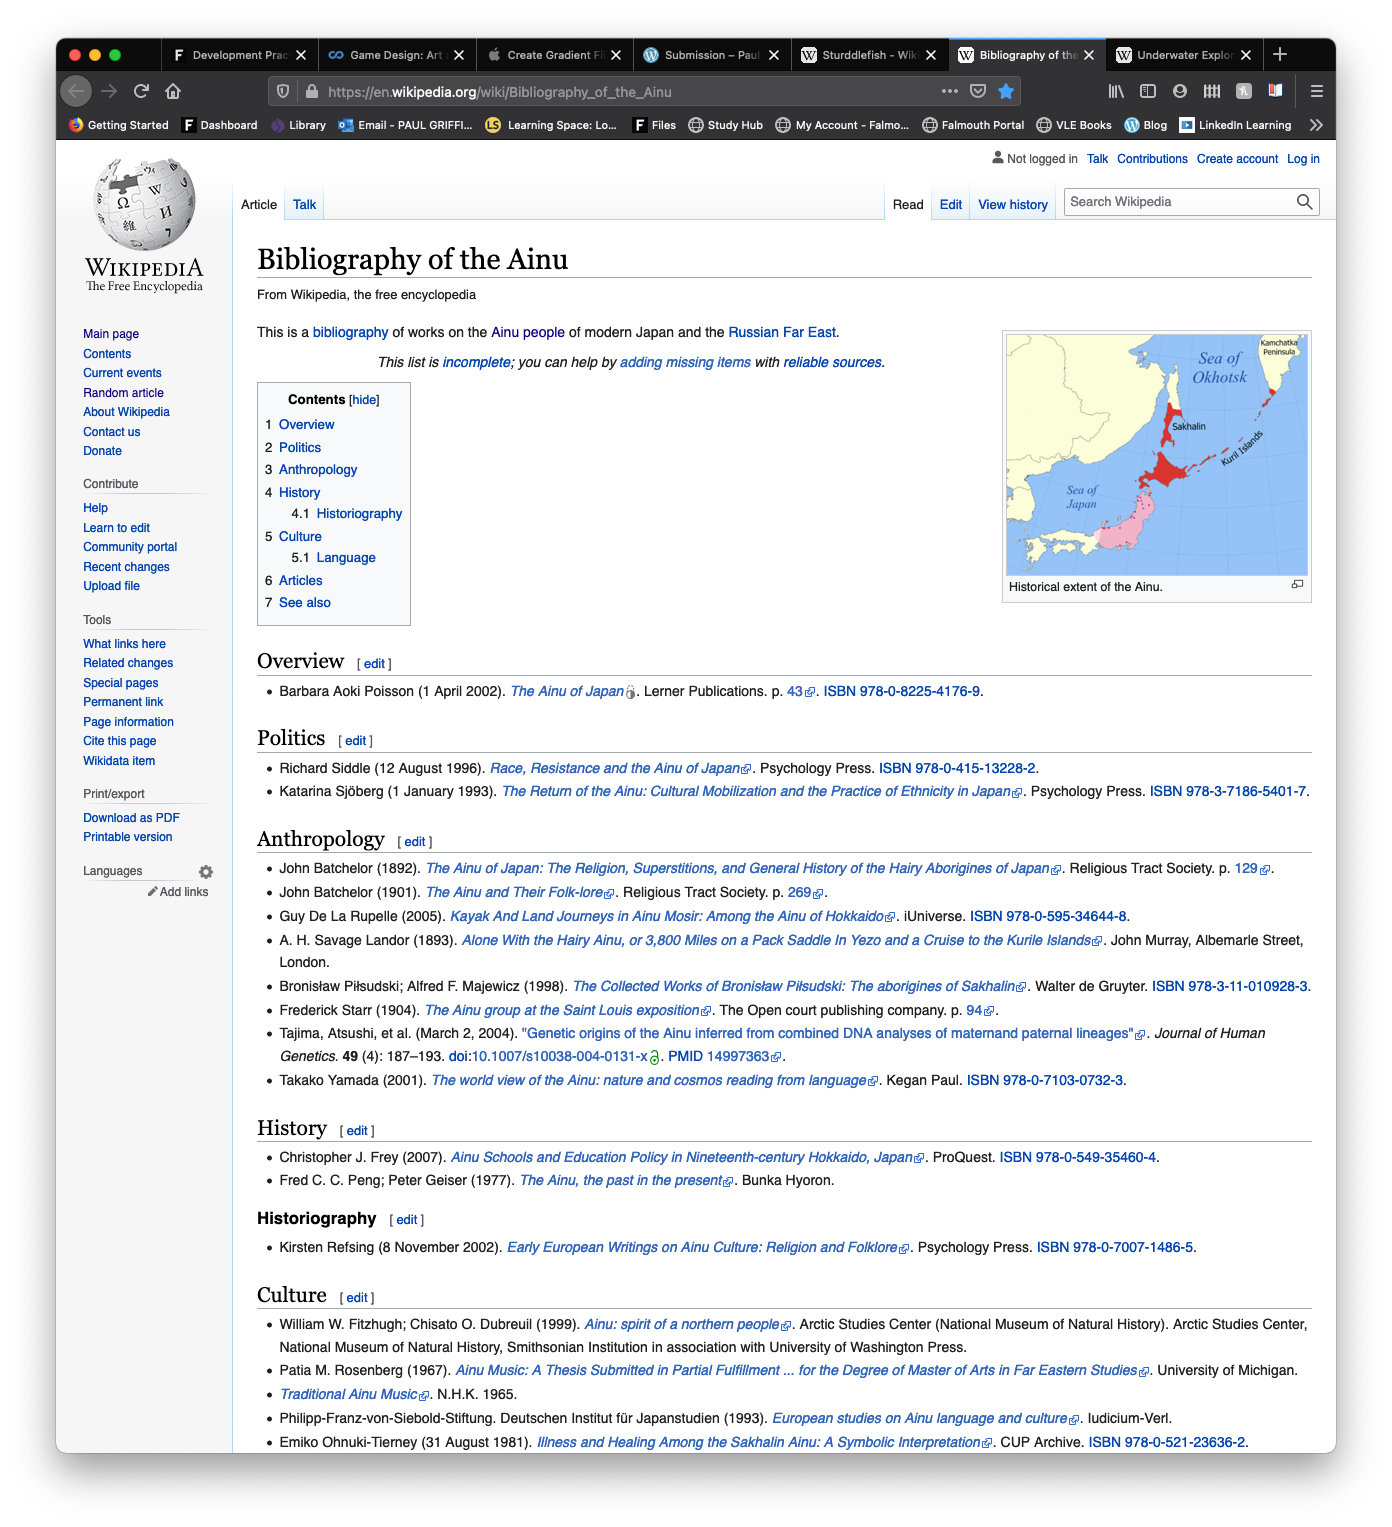 Development Prac
Game Design: Art
Create Gradient Fi
Submission – Paul
Sturddlefish - Wiki
Bibliography of the
Underwater Explor
https://en.wikipedia.org/wiki/Bibliography_of_the_Ainu
Getting Started
Dashboard
Library
Email - PAUL GRIFFI...
Learning Space: Lo...
Files
Study Hub
My Account - Falmo...
Falmouth Portal
VLE Books
Blog
LinkedIn Learning
Not logged in Talk Contributions Create account Log in
Article Talk
Read Edit View history
Search Wikipedia
WIKIPEDIA
The Free Encyclopedia
Main page
Contents
Current events
Random article
About Wikipedia
Contact us
Donate
Contribute
Help
Learn to edit
Community portal
Recent changes
Upload file
Tools
What links here
Related changes
Special pages
Permanent link
Page information
Cite this page
Wikidata item
Print/export
Download as PDF
Printable version
Languages
Add links
Bibliography of the Ainu
From Wikipedia, the free encyclopedia
This is a bibliography of works on the Ainu people of modern Japan and the Russian Far East.
This list is incomplete; you can help by adding missing items with reliable sources.
Kamchatka
Peninsula
Sea of
Okhotsk
Sakhalin
Kuril Islands
Sea of
Japan
Historical extent of the Ainu.
Contents [hide]
1 Overview
2 Politics
3 Anthropology
4 History
4.1 Historiography
5 Culture
5.1 Language
6 Articles
7 See also
Overview [ edit ]
• Barbara Aoki Poisson (1 April 2002). The Ainu of Japan. Lerner Publications. p. 43. ISBN 978-0-8225-4176-9.
Politics [ edit ]
• Richard Siddle (12 August 1996). Race, Resistance and the Ainu of Japan. Psychology Press. ISBN 978-0-415-13228-2.
• Katarina Sjöberg (1 January 1993). The Return of the Ainu: Cultural Mobilization and the Practice of Ethnicity in Japan. Psychology Press. ISBN 978-3-7186-5401-7.
Anthropology [ edit ]
• John Batchelor (1892). The Ainu of Japan: The Religion, Superstitions, and General History of the Hairy Aborigines of Japan. Religious Tract Society. p. 129.
• John Batchelor (1901). The Ainu and Their Folk-lore. Religious Tract Society. p. 269.
• Guy De La Rupelle (2005). Kayak And Land Journeys in Ainu Mosir: Among the Ainu of Hokkaido. iUniverse. ISBN 978-0-595-34644-8.
• A. H. Savage Landor (1893). Alone With the Hairy Ainu, or 3,800 Miles on a Pack Saddle In Yezo and a Cruise to the Kurile Islands. John Murray, Albemarle Street,
London.
• Bronisław Piłsudski; Alfred F. Majewicz (1998). The Collected Works of Bronisław Piłsudski: The aborigines of Sakhalin. Walter de Gruyter. ISBN 978-3-11-010928-3.
• Frederick Starr (1904). The Ainu group at the Saint Louis exposition. The Open court publishing company. p. 94.
• Tajima, Atsushi, et al. (March 2, 2004). "Genetic origins of the Ainu inferred from combined DNA analyses of maternand paternal lineages". Journal of Human
Genetics. 49 (4): 187–193. doi:10.1007/s10038-004-0131-x. PMID 14997363.
• Takako Yamada (2001). The world view of the Ainu: nature and cosmos reading from language. Kegan Paul. ISBN 978-0-7103-0732-3.
History [ edit ]
• Christopher J. Frey (2007). Ainu Schools and Education Policy in Nineteenth-century Hokkaido, Japan. ProQuest. ISBN 978-0-549-35460-4.
• Fred C. C. Peng; Peter Geiser (1977). The Ainu, the past in the present. Bunka Hyoron.
Historiography [ edit ]
• Kirsten Refsing (8 November 2002). Early European Writings on Ainu Culture: Religion and Folklore. Psychology Press. ISBN 978-0-7007-1486-5.
Culture [ edit ]
• William W. Fitzhugh; Chisato O. Dubreuil (1999). Ainu: spirit of a northern people. Arctic Studies Center (National Museum of Natural History). Arctic Studies Center,
National Museum of Natural History, Smithsonian Institution in association with University of Washington Press.
• Patia M. Rosenberg (1967). Ainu Music: A Thesis Submitted in Partial Fulfillment ... for the Degree of Master of Arts in Far Eastern Studies. University of Michigan.
• Traditional Ainu Music. N.H.K. 1965.
• Philipp-Franz-von-Siebold-Stiftung. Deutschen Institut für Japanstudien (1993). European studies on Ainu language and culture. Iudicium-Verl.
• Emiko Ohnuki-Tierney (31 August 1981). Illness and Healing Among the Sakhalin Ainu: A Symbolic Interpretation. CUP Archive. ISBN 978-0-521-23636-2.